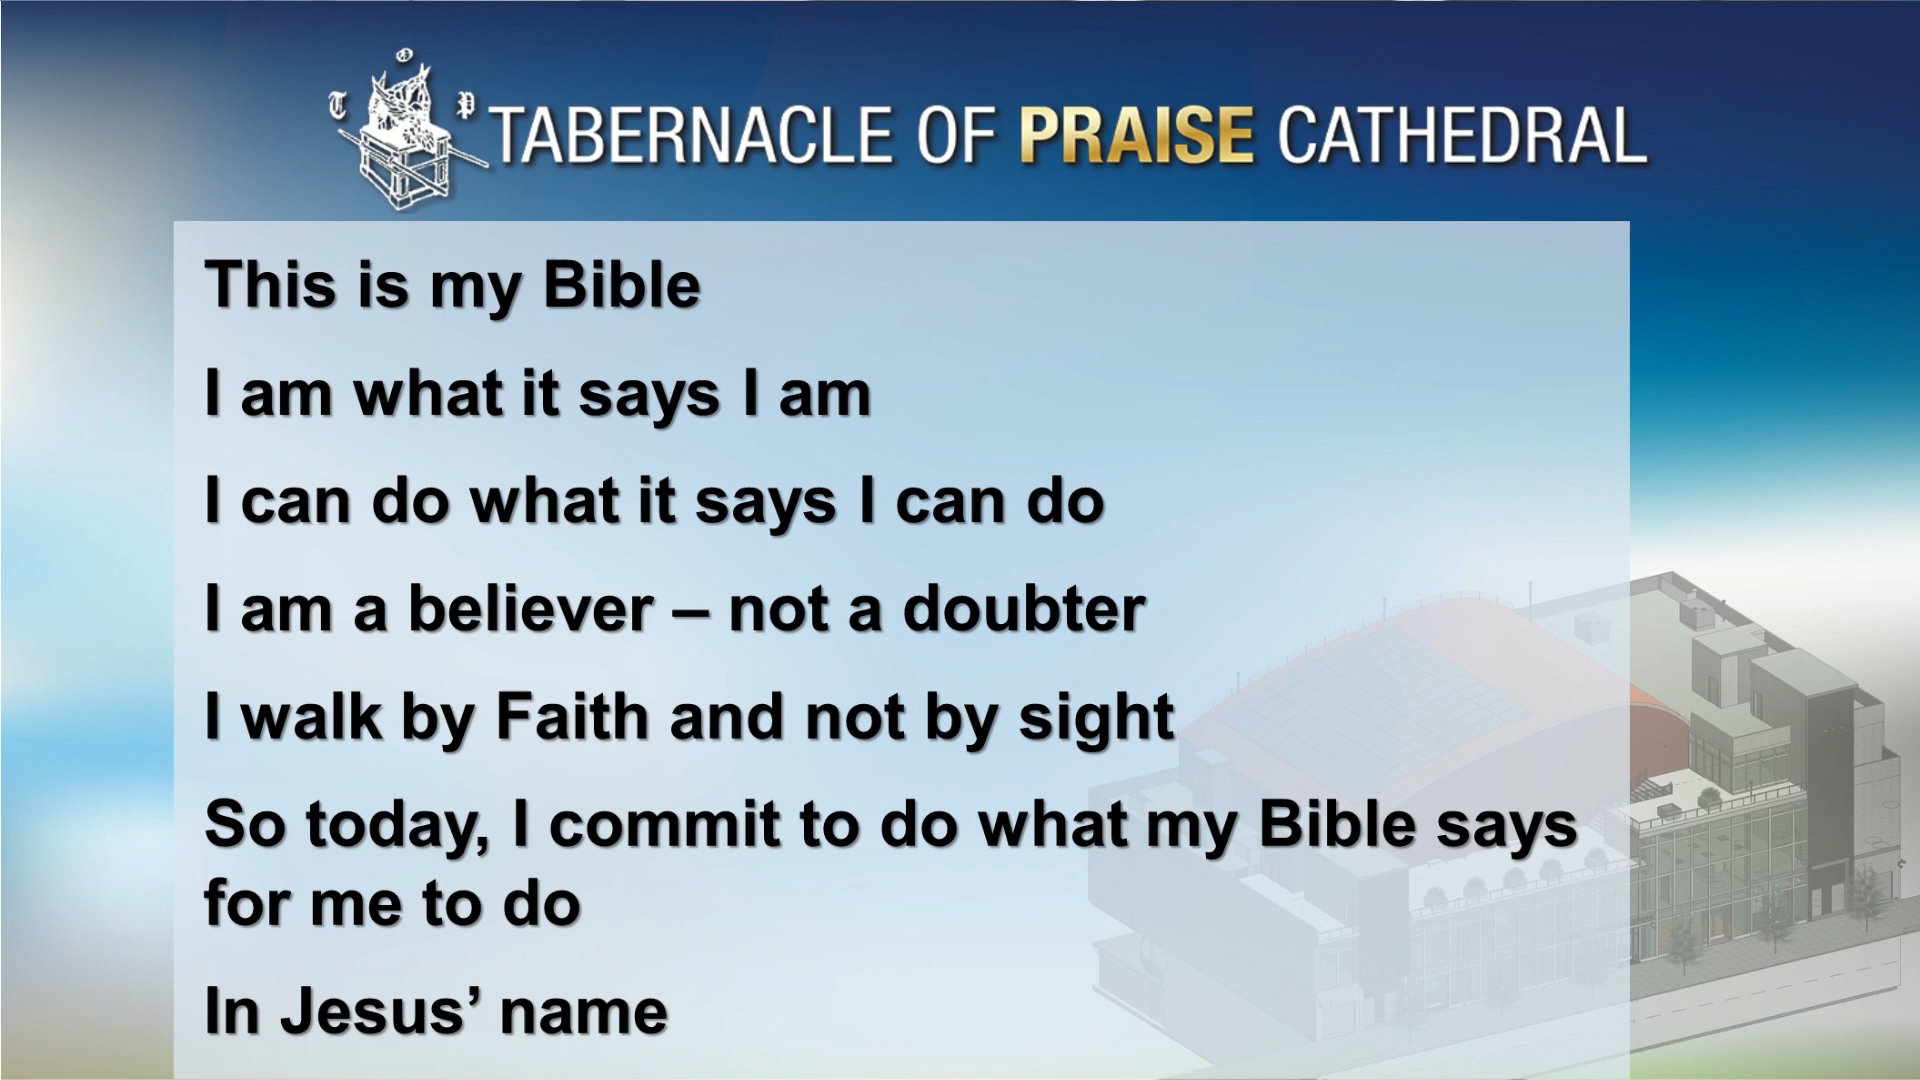 T O P
TABERNACLE OF PRAISE CATHEDRAL
This is my Bible
I am what it says I am
I can do what it says I can do
I am a believer – not a doubter
I walk by Faith and not by sight
So today, I commit to do what my Bible says
for me to do
In Jesus’ name